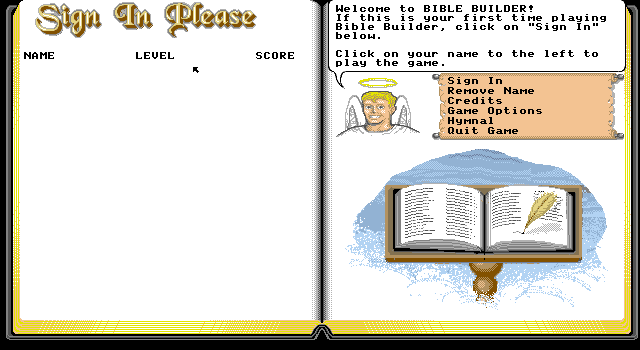 Sign In Please
NAME LEVEL SCORE
Welcome to BIBLE BUILDER!
If this is your first time playing
Bible Builder, click on "Sign In"
below.
Click on your name to the left to
play the game.
Sign In
Remove Name
Credits
Game Options
Hymnal
Quit Game